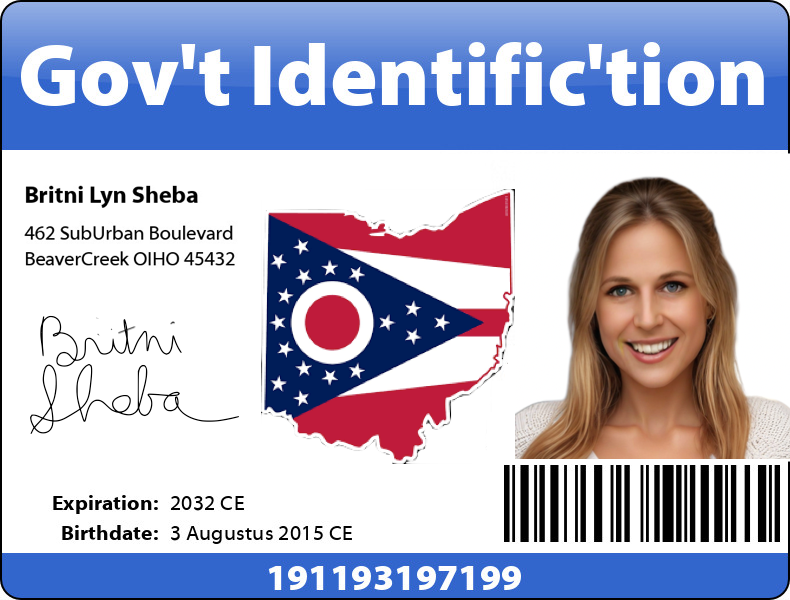 Gov't Identific'tion
Britni Lyn Sheba
462 SubUrban Boulevard
BeaverCreek OIHO 45432
Britni
Sheba
Expiration: 2032 CE
Birthdate: 3 Augustus 2015 CE
191193197199